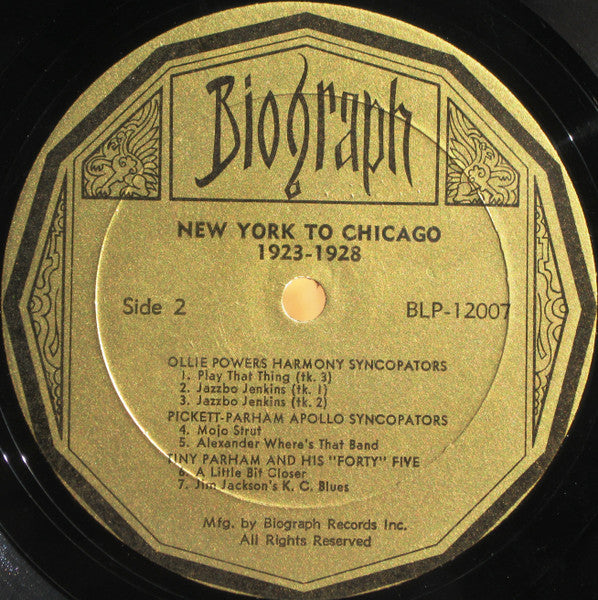 Biograph
NEW YORK TO CHICAGO
1923-1928
Side 2
BLP-12007
OLLIE POWERS HARMONY SYNCOPATORS
1. Play That Thing (tk. 3)
2. Jazzbo Jenkins (tk. 1)
3. Jazzbo Jenkins (tk. 2)
PICKETT-PARHAM APOLLO SYNCOPATORS
4. Mojo Strut
5. Alexander Where's That Band
TINY PARHAM AND HIS "FORTY" FIVE
6. A Little Bit Closer
7. Jim Jackson's K. C. Blues
Mfg. by Biograph Records Inc.
All Rights Reserved